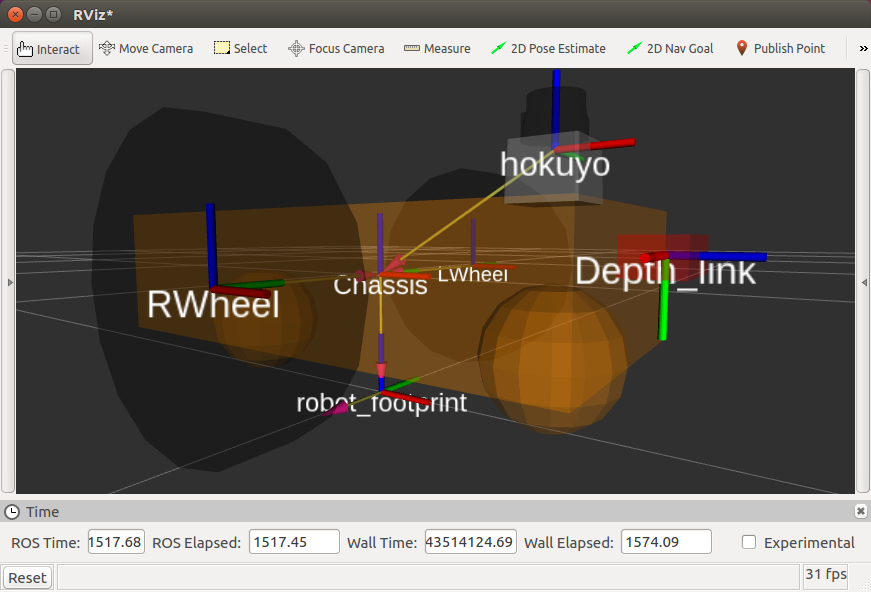 RViz*
Interact Move Camera Select Focus Camera Measure 2D Pose Estimate 2D Nav Goal Publish Point »
hokuyo
Depth_link
LWheel
Chassis
RWheel
robot_footprint
Time
ROS Time: 1517.68 ROS Elapsed: 1517.45 Wall Time: 43514124.69 Wall Elapsed: 1574.09 Experimental
Reset 31 fps